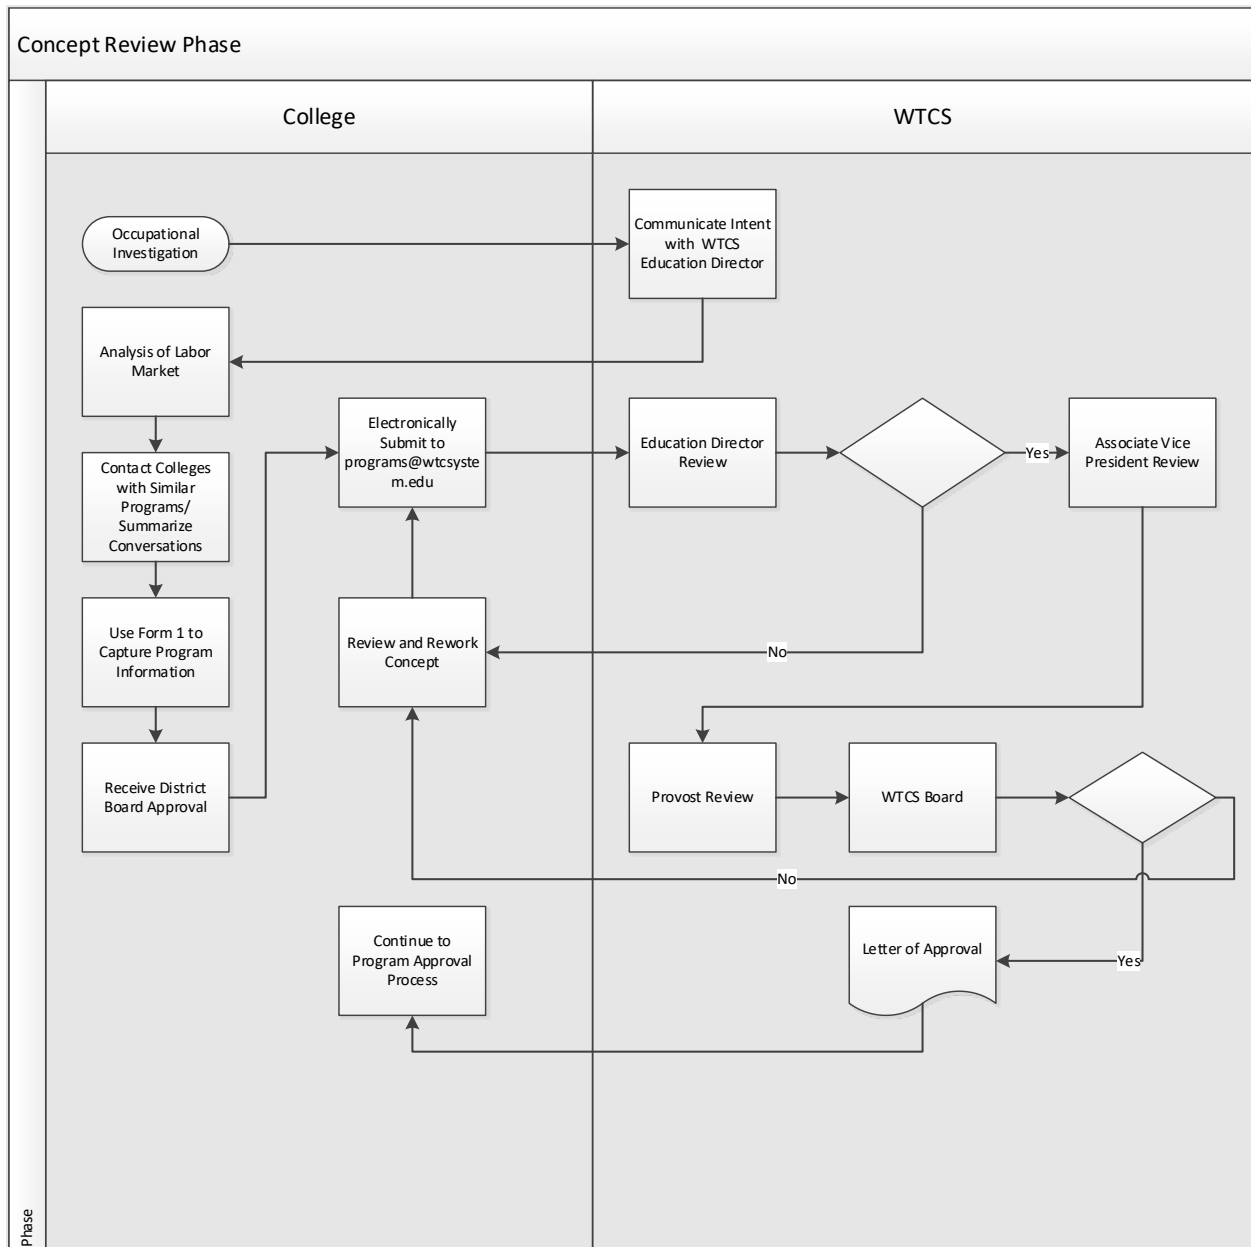 Concept Review Phase
College
WTCS
Occupational
Investigation
Communicate Intent
with WTCS
Education Director
Analysis of Labor
Market
Electronically
Submit to
programs@wtcsyste
m.edu
Education Director
Review
Yes
Associate Vice
President Review
Contact Colleges
with Similar
Programs/
Summarize
Conversations
Use Form 1 to
Capture Program
Information
Review and Rework
Concept
No
Receive District
Board Approval
Provost Review
WTCS Board
No
Continue to
Program Approval
Process
Letter of Approval
Yes
Phase